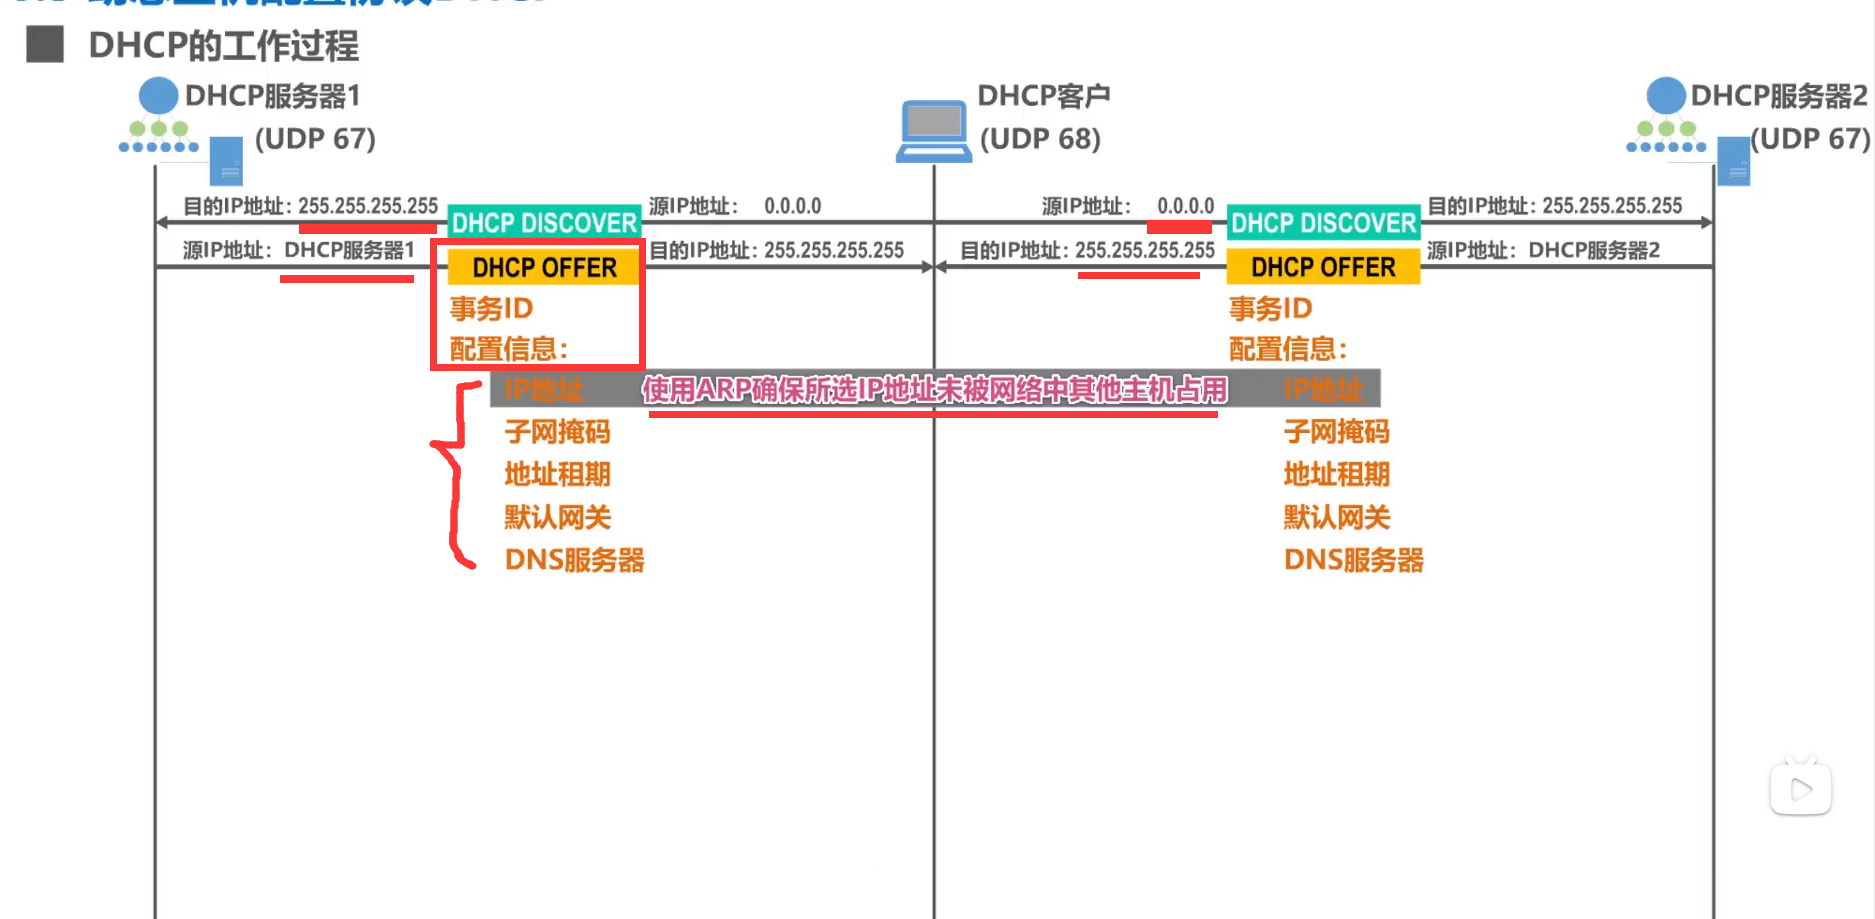 DHCP的工作过程
DHCP服务器1
(UDP 67)
DHCP客户
(UDP 68)
DHCP服务器2
(UDP 67)
目的IP地址：255.255.255.255 DHCP DISCOVER 源IP地址： 0.0.0.0 源IP地址： 0.0.0.0 DHCP DISCOVER 目的IP地址：255.255.255.255
源IP地址： DHCP服务器1 DHCP OFFER 目的IP地址：255.255.255.255 目的IP地址：255.255.255.255 DHCP OFFER 源IP地址： DHCP服务器2
事务ID 事务ID
配置信息： 配置信息：
IP地址 使用ARP确保所选IP地址未被网络中其他主机占用 IP地址
子网掩码 子网掩码
地址租期 地址租期
默认网关 默认网关
DNS服务器 DNS服务器